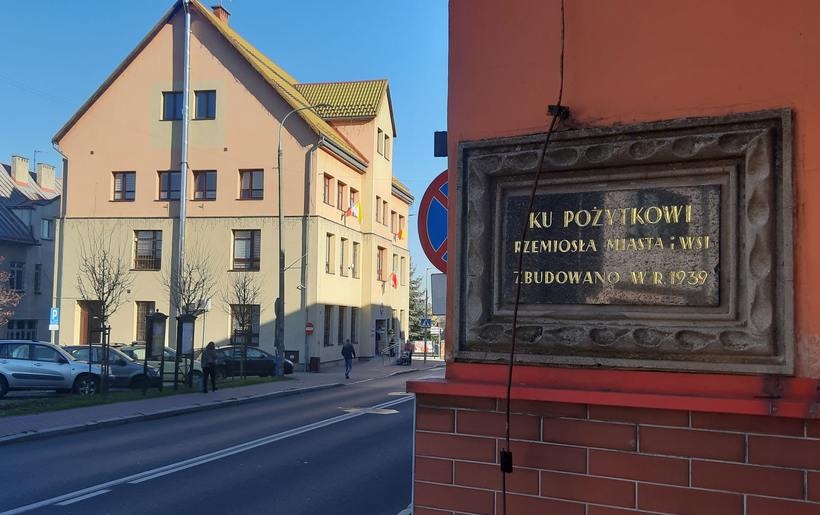 P
KU POŻYTKOWI
RZEMIOSŁA MIASTA i WSI
ZBUDOWANO W R. 1939